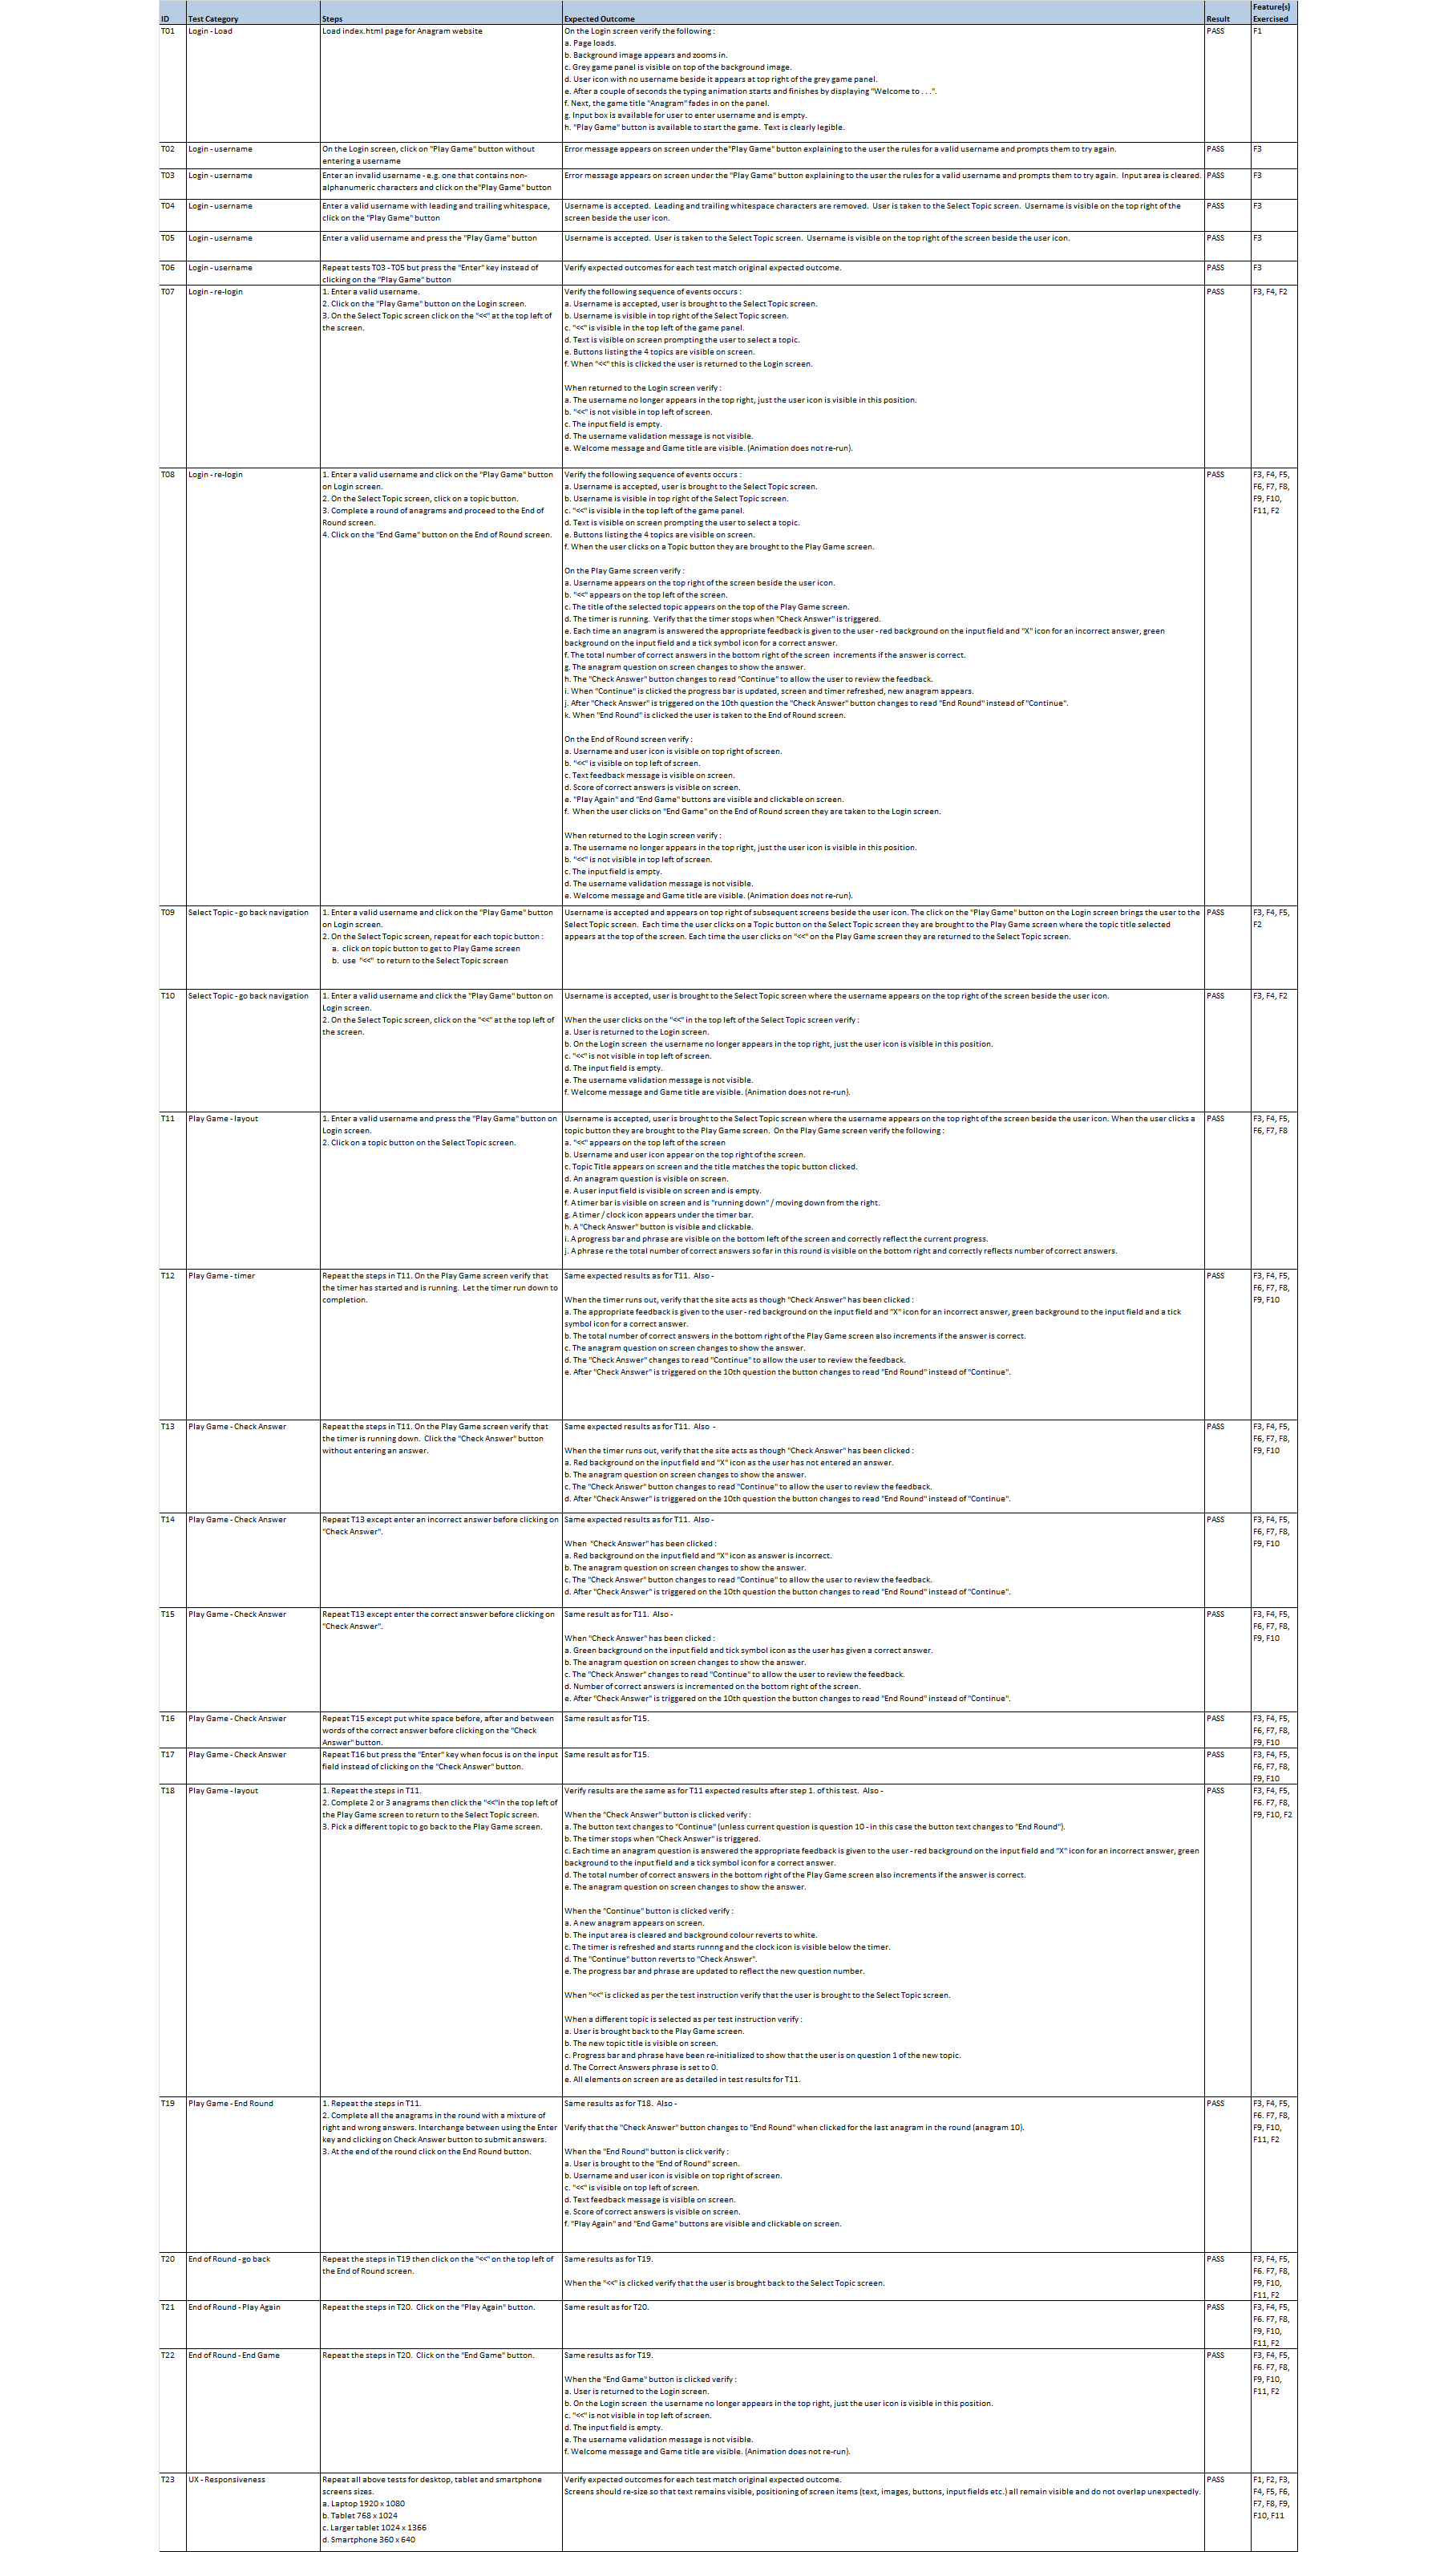 ID Test Category Steps Expected Outcome Result Feature(s) Exercised
T01 Login - Load Load index.html page for Anagram website On the Login screen verify the following : PASS F1
a. Page loads.
b. Background image appears and zooms in.
c. Grey game panel is visible on top of the background image.
d. User icon with no username beside it appears at top right of the grey game panel.
e. After a couple of seconds the typing animation starts and finishes by displaying "Welcome to . . .".
f. Next, the game title "Anagram" fades in on the panel.
g. Input box is available for user to enter username and is empty.
h. "Play Game" button is available to start the game. Text is clearly legible.
T02 Login - username
On the Login screen, click on "Play Game" button without
entering a username
Error message appears on screen under the"Play Game" button explaining to the user the rules for a valid username and prompts them to try again.
PASS F3
T03 Login - username
Enter an invalid username - e.g. one that contains non-
alphanumeric characters and click on the"Play Game" button
Error message appears on screen under the "Play Game" button explaining to the user the rules for a valid username and prompts them to try again. Input area is cleared.
PASS F3
T04 Login - username
Enter a valid username with leading and trailing whitespace,
click on the "Play Game" button
Username is accepted. Leading and trailing whitespace characters are removed. User is taken to the Select Topic screen. Username is visible on the top right of the
screen beside the user icon.
PASS F3
T05 Login - username
Enter a valid username and press the "Play Game" button
Username is accepted. User is taken to the Select Topic screen. Username is visible on the top right of the screen beside the user icon.
PASS F3
T06 Login - username
Repeat tests T03 - T05 but press the "Enter" key instead of
clicking on the "Play Game" button
Verify expected outcomes for each test match original expected outcome.
PASS F3
T07 Login - re-login
1. Enter a valid username.
2. Click on the "Play Game" button on the Login screen.
3. On the Select Topic screen click on the "<<" at the top left of
the screen.
Verify the following sequence of events occurs :
a. Username is accepted, user is brought to the Select Topic screen.
b. Username is visible in top right of the Select Topic screen.
c. "<<" is visible in the top left of the game panel.
d. Text is visible on screen prompting the user to select a topic.
e. Buttons listing the 4 topics are visible on screen.
f. When "<<" this is clicked the user is returned to the Login screen.
When returned to the Login screen verify :
a. The username no longer appears in the top right, just the user icon is visible in this position.
b. "<<" is not visible in top left of screen.
c. The input field is empty.
d. The username validation message is not visible.
e. Welcome message and Game title are visible. (Animation does not re-run).
PASS F3, F4, F2
T08 Login - re-login
1. Enter a valid username and click on the "Play Game" button
on Login screen.
2. On the Select Topic screen, click on a topic button.
3. Complete a round of anagrams and proceed to the End of
Round screen.
4. Click on the "End Game" button on the End of Round screen.
Verify the following sequence of events occurs :
a. Username is accepted, user is brought to the Select Topic screen.
b. Username is visible in top right of the Select Topic screen.
c. "<<" is visible in the top left of the game panel.
d. Text is visible on screen prompting the user to select a topic.
e. Buttons listing the 4 topics are visible on screen.
f. When the user clicks on a Topic button they are brought to the Play Game screen.
On the Play Game screen verify :
a. Username appears on the top right of the screen beside the user icon.
b. "<<" appears on the top left of the screen.
c. The title of the selected topic appears on the top of the Play Game screen.
d. The timer is running. Verify that the timer stops when "Check Answer" is triggered.
e. Each time an anagram is answered the appropriate feedback is given to the user - red background on the input field and "X" icon for an incorrect answer, green
background on the input field and a tick symbol icon for a correct answer.
f. The total number of correct answers in the bottom right of the screen increments if the answer is correct.
g. The anagram question on screen changes to show the answer.
h. The "Check Answer" button changes to read "Continue" to allow the user to review the feedback.
i. When "Continue" is clicked the progress bar is updated, screen and timer refreshed, new anagram appears.
j. After "Check Answer" is triggered on the 10th question the "Check Answer" button changes to read "End Round" instead of "Continue".
k. When "End Round" is clicked the user is taken to the End of Round screen.
On the End of Round screen verify :
a. Username and user icon is visible on top right of screen.
b. "<<" is visible on top left of screen.
c. Text feedback message is visible on screen.
d. Score of correct answers is visible on screen.
e. "Play Again" and "End Game" buttons are visible and clickable on screen.
f. When the user clicks on "End Game" on the End of Round screen they are taken to the Login screen.
When returned to the Login screen verify :
a. The username no longer appears in the top right, just the user icon is visible in this position.
b. "<<" is not visible in top left of screen.
c. The input field is empty.
d. The username validation message is not visible.
e. Welcome message and Game title are visible. (Animation does not re-run).
PASS
F3, F4, F5,
F6, F7, F8,
F9, F10,
F11, F2
T09 Select Topic - go back navigation
1. Enter a valid username and click on the "Play Game" button
on Login screen.
2. On the Select Topic screen, repeat for each topic button :
a. click on topic button to get to Play Game screen
b. use "<<" to return to the Select Topic screen
Username is accepted and appears on top right of subsequent screens beside the user icon. The click on the "Play Game" button on the Login screen brings the user to the
Select Topic screen. Each time the user clicks on a Topic button on the Select Topic screen they are brought to the Play Game screen where the topic title selected
appears at the top of the screen. Each time the user clicks on "<<" on the Play Game screen they are returned to the Select Topic screen.
PASS
F3, F4, F5,
F2
T10 Select Topic - go back navigation
1. Enter a valid username and click the "Play Game" button on
Login screen.
2. On the Select Topic screen, click on the "<<" at the top left of
the screen.
Username is accepted, user is brought to the Select Topic screen where the username appears on the top right of the screen beside the user icon.
When the user clicks on the "<<" in the top left of the Select Topic screen verify :
a. User is returned to the Login screen.
b. On the Login screen the username no longer appears in the top right, just the user icon is visible in this position.
c. "<<" is not visible in top left of screen.
d. The input field is empty.
e. The username validation message is not visible.
f. Welcome message and Game title are visible. (Animation does not re-run).
PASS F3, F4, F2
T11 Play Game - layout
1. Enter a valid username and press the "Play Game" button on
Login screen.
2. Click on a topic button on the Select Topic screen.
Username is accepted, user is brought to the Select Topic screen where the username appears on the top right of the screen beside the user icon. When the user clicks a
topic button they are brought to the Play Game screen. On the Play Game screen verify the following :
a. "<<" appears on the top left of the screen
b. Username and user icon appear on the top right of the screen.
c. Topic Title appears on screen and the title matches the topic button clicked.
d. An anagram question is visible on screen.
e. A user input field is visible on screen and is empty.
f. A timer bar is visible on screen and is "running down" / moving down from the right.
g. A timer / clock icon appears under the timer bar.
h. A "Check Answer" button is visible and clickable.
i. A progress bar and phrase are visible on the bottom left of the screen and correctly reflect the current progress.
j. A phrase re the total number of correct answers so far in this round is visible on the bottom right and correctly reflects number of correct answers.
PASS
F3, F4, F5,
F6, F7, F8
T12 Play Game - timer
Repeat the steps in T11. On the Play Game screen verify that
the timer has started and is running. Let the timer run down to
completion.
Same expected results as for T11. Also -
When the timer runs out, verify that the site acts as though "Check Answer" has been clicked :
a. The appropriate feedback is given to the user - red background on the input field and "X" icon for an incorrect answer, green background to the input field and a tick
symbol icon for a correct answer.
b. The total number of correct answers in the bottom right of the Play Game screen also increments if the answer is correct.
c. The anagram question on screen changes to show the answer.
d. The "Check Answer" changes to read "Continue" to allow the user to review the feedback.
e. After "Check Answer" is triggered on the 10th question the button changes to read "End Round" instead of "Continue".
PASS
F3, F4, F5,
F6, F7, F8,
F9, F10
T13 Play Game - Check Answer
Repeat the steps in T11. On the Play Game screen verify that
the timer is running down. Click the "Check Answer" button
without entering an answer.
Same expected results as for T11. Also -
When the timer runs out, verify that the site acts as though "Check Answer" has been clicked :
a. Red background on the input field and "X" icon as the user has not entered an answer.
b. The anagram question on screen changes to show the answer.
c. The "Check Answer" button changes to read "Continue" to allow the user to review the feedback.
d. After "Check Answer" is triggered on the 10th question the button changes to read "End Round" instead of "Continue".
PASS
F3, F4, F5,
F6, F7, F8,
F9, F10
T14 Play Game - Check Answer
Repeat T13 except enter an incorrect answer before clicking on
"Check Answer".
Same expected results as for T11. Also -
When "Check Answer" has been clicked :
a. Red background on the input field and "X" icon as answer is incorrect.
b. The anagram question on screen changes to show the answer.
c. The "Check Answer" button changes to read "Continue" to allow the user to review the feedback.
d. After "Check Answer" is triggered on the 10th question the button changes to read "End Round" instead of "Continue".
PASS
F3, F4, F5,
F6, F7, F8,
F9, F10
T15 Play Game - Check Answer
Repeat T13 except enter the correct answer before clicking on
"Check Answer".
Same result as for T11. Also -
When "Check Answer" has been clicked :
a. Green background on the input field and tick symbol icon as the user has given a correct answer.
b. The anagram question on screen changes to show the answer.
c. The "Check Answer" changes to read "Continue" to allow the user to review the feedback.
d. Number of correct answers is incremented on the bottom right of the screen.
e. After "Check Answer" is triggered on the 10th question the button changes to read "End Round" instead of "Continue".
PASS
F3, F4, F5,
F6, F7, F8,
F9, F10
T16 Play Game - Check Answer
Repeat T15 except put white space before, after and between
words of the correct answer before clicking on the "Check
Answer" button.
Same result as for T15.
PASS
F3, F4, F5,
F6, F7, F8,
F9, F10
T17 Play Game - Check Answer
Repeat T16 but press the "Enter" key when focus is on the input
field instead of clicking on the "Check Answer" button.
Same result as for T15.
PASS
F3, F4, F5,
F6, F7, F8,
F9, F10
T18 Play Game - layout
1. Repeat the steps in T11.
2. Complete 2 or 3 anagrams then click the "<<"in the top left of
the Play Game screen to return to the Select Topic screen.
3. Pick a different topic to go back to the Play Game screen.
Verify results are the same as for T11 expected results after step 1. of this test. Also -
When the "Check Answer" button is clicked verify :
a. The button text changes to "Continue" (unless current question is question 10 - in this case the button text changes to "End Round").
b. The timer stops when "Check Answer" is triggered.
c. Each time an anagram question is answered the appropriate feedback is given to the user - red background on the input field and "X" icon for an incorrect answer, green
background to the input field and a tick symbol icon for a correct answer.
d. The total number of correct answers in the bottom right of the Play Game screen also increments if the answer is correct.
e. The anagram question on screen changes to show the answer.
When the "Continue" button is clicked verify :
a. A new anagram appears on screen.
b. The input area is cleared and background colour reverts to white.
c. The timer is refreshed and starts runnng and the clock icon is visible below the timer.
d. The "Continue" button reverts to "Check Answer".
e. The progress bar and phrase are updated to reflect the new question number.
When "<<" is clicked as per the test instruction verify that the user is brought to the Select Topic screen.
When a different topic is selected as per test instruction verify :
a. User is brought back to the Play Game screen.
b. The new topic title is visible on screen.
c. Progress bar and phrase have been re-initialized to show that the user is on question 1 of the new topic.
d. The Correct Answers phrase is set to 0.
e. All elements on screen are as detailed in test results for T11.
PASS
F3, F4, F5,
F6. F7, F8,
F9, F10, F2
T19 Play Game - End Round
1. Repeat the steps in T11.
2. Complete all the anagrams in the round with a mixture of
right and wrong answers. Interchange between using the Enter
key and clicking on Check Answer button to submit answers.
3. At the end of the round click on the End Round button.
Same results as for T18. Also -
Verify that the "Check Answer" button changes to "End Round" when clicked for the last anagram in the round (anagram 10).
When the "End Round" button is click verify :
a. User is brought to the "End of Round" screen.
b. Username and user icon is visible on top right of screen.
c. "<<" is visible on top left of screen.
d. Text feedback message is visible on screen.
e. Score of correct answers is visible on screen.
f. "Play Again" and "End Game" buttons are visible and clickable on screen.
PASS
F3, F4, F5,
F6. F7, F8,
F9, F10,
F11, F2
T20 End of Round - go back
Repeat the steps in T19 then click on the "<<" on the top left of
the End of Round screen.
Same results as for T19.
When the "<<" is clicked verify that the user is brought back to the Select Topic screen.
PASS
F3, F4, F5,
F6. F7, F8,
F9, F10,
F11, F2
T21 End of Round - Play Again
Repeat the steps in T20. Click on the "Play Again" button.
Same result as for T20.
PASS
F3, F4, F5,
F6. F7, F8,
F9, F10,
F11, F2
T22 End of Round - End Game
Repeat the steps in T20. Click on the "End Game" button.
Same results as for T19.
When the "End Game" button is clicked verify :
a. User is returned to the Login screen.
b. On the Login screen the username no longer appears in the top right, just the user icon is visible in this position.
c. "<<" is not visible in top left of screen.
d. The input field is empty.
e. The username validation message is not visible.
f. Welcome message and Game title are visible. (Animation does not re-run).
PASS
F3, F4, F5,
F6. F7, F8,
F9, F10,
F11, F2
T23 UX - Responsiveness
Repeat all above tests for desktop, tablet and smartphone
screens sizes.
a. Laptop 1920 x 1080
b. Tablet 768 x 1024
c. Larger tablet 1024 x 1366
d. Smartphone 360 x 640
Verify expected outcomes for each test match original expected outcome.
Screens should re-size so that text remains visible, positioning of screen items (text, images, buttons, input fields etc.) all remain visible and do not overlap unexpectedly.
PASS
F1, F2, F3,
F4, F5, F6,
F7, F8, F9,
F10, F11